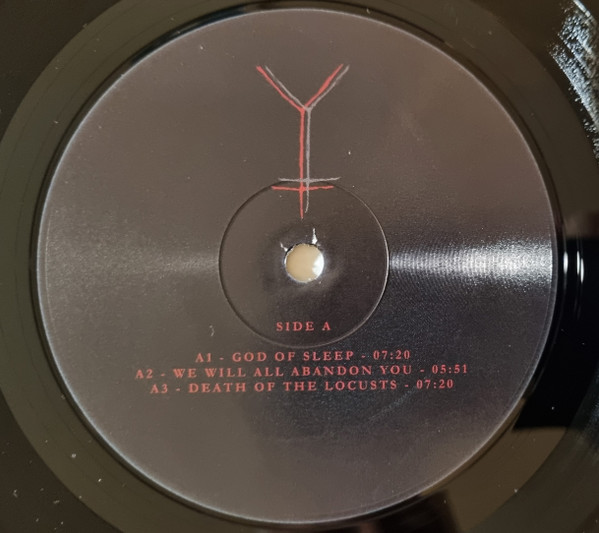 SIDE A
A1 - GOD OF SLEEP - 07:20
A2 - WE WILL ALL ABANDON YOU - 05:51
A3 - DEATH OF THE LOCUSTS - 07:20